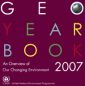 GEO
YEAR
BOOK
An Overview of
Our Changing Environment
2007